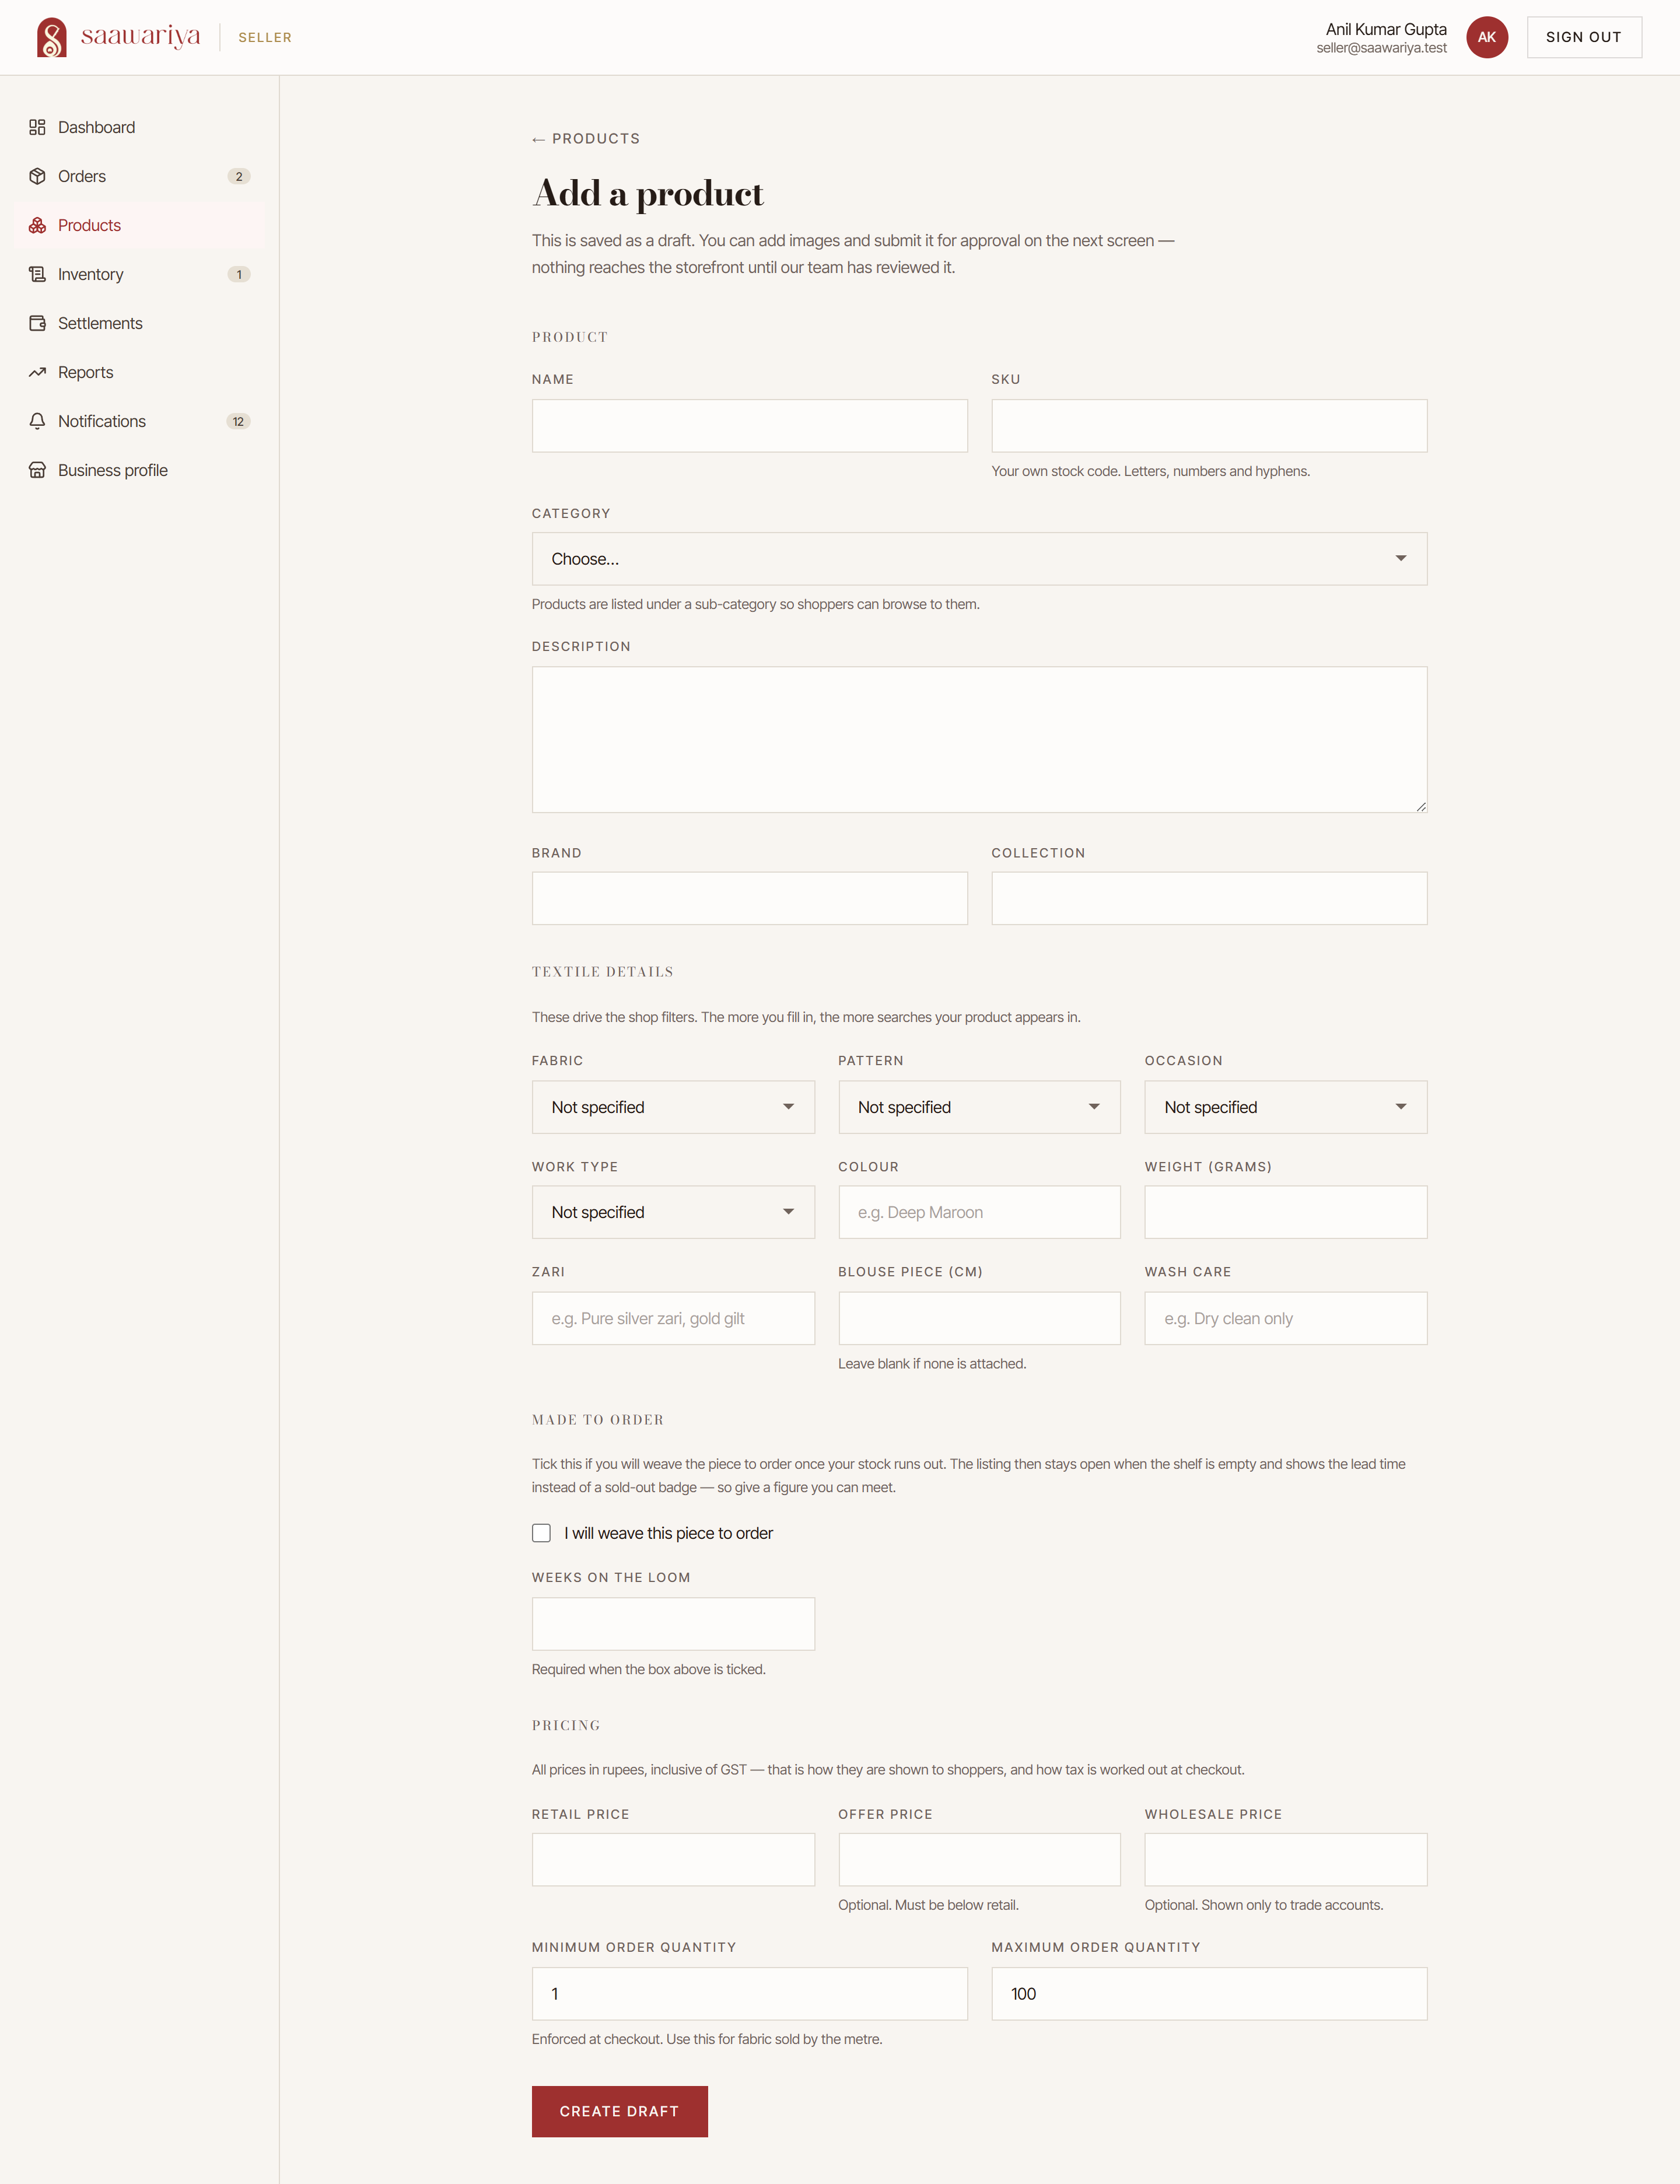 saawariya
SELLER
Anil Kumar Gupta
seller@saawariya.test
AK
SIGN OUT
Dashboard
Orders
2
Products
Inventory
1
Settlements
Reports
Notifications
12
Business profile
← PRODUCTS
Add a product
This is saved as a draft. You can add images and submit it for approval on the next screen —
nothing reaches the storefront until our team has reviewed it.
PRODUCT
NAME
SKU
Your own stock code. Letters, numbers and hyphens.
CATEGORY
Choose...
Products are listed under a sub-category so shoppers can browse to them.
DESCRIPTION
BRAND
COLLECTION
TEXTILE DETAILS
These drive the shop filters. The more you fill in, the more searches your product appears in.
FABRIC
PATTERN
OCCASION
Not specified
Not specified
Not specified
WORK TYPE
COLOUR
WEIGHT (GRAMS)
Not specified
e.g. Deep Maroon
ZARI
BLOUSE PIECE (CM)
WASH CARE
e.g. Pure silver zari, gold gilt
e.g. Dry clean only
Leave blank if none is attached.
MADE TO ORDER
Tick this if you will weave the piece to order once your stock runs out. The listing then stays open when the shelf is empty and shows the lead time
instead of a sold-out badge — so give a figure you can meet.
I will weave this piece to order
WEEKS ON THE LOOM
Required when the box above is ticked.
PRICING
All prices in rupees, inclusive of GST — that is how they are shown to shoppers, and how tax is worked out at checkout.
RETAIL PRICE
OFFER PRICE
WHOLESALE PRICE
Optional. Must be below retail.
Optional. Shown only to trade accounts.
MINIMUM ORDER QUANTITY
MAXIMUM ORDER QUANTITY
1
100
Enforced at checkout. Use this for fabric sold by the metre.
CREATE DRAFT